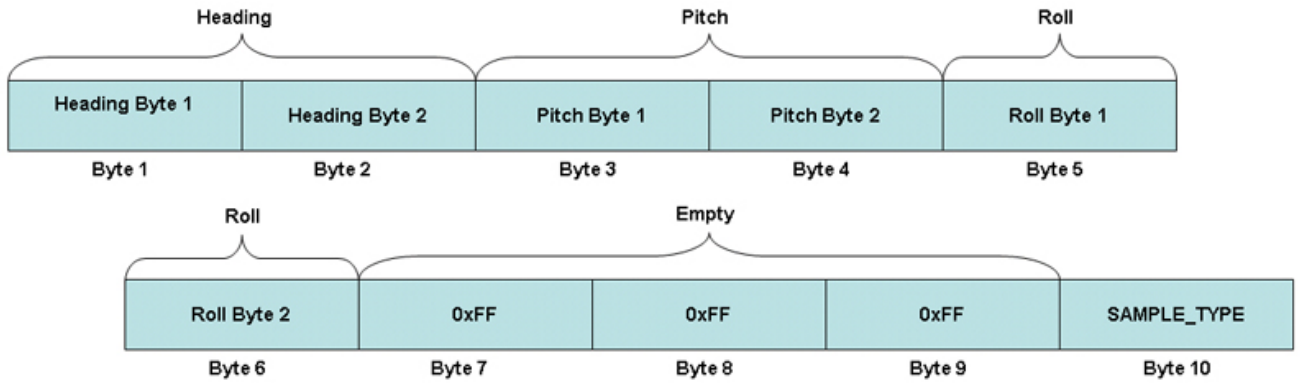 Heading Pitch Roll
Heading Byte 1 Heading Byte 2 Pitch Byte 1 Pitch Byte 2 Roll Byte 1
Byte 1 Byte 2 Byte 3 Byte 4 Byte 5
Roll Empty
Roll Byte 2 0xFF 0xFF 0xFF SAMPLE_TYPE
Byte 6 Byte 7 Byte 8 Byte 9 Byte 10